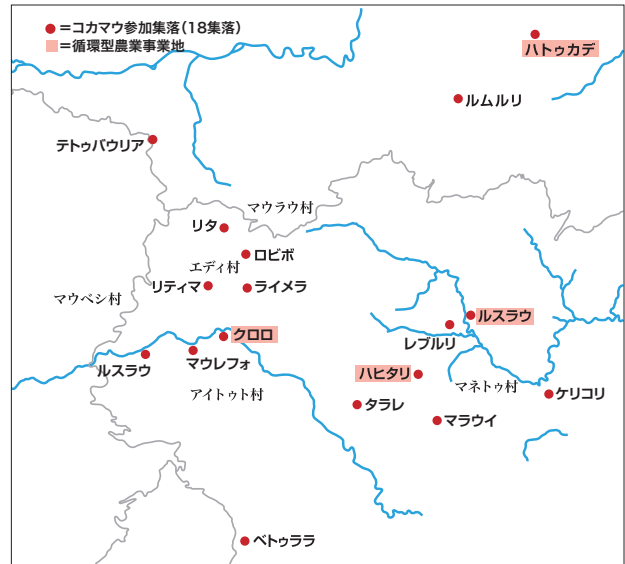 ●=コカマウ参加集落(18集落)
■=循環型農業事業地
ハトゥカデ
ルムルリ
テトゥバウリア
マウラウ村
リタ
ロビボ
エディ村
リティマ
ライメラ
マウベシ村
ルスラウ
クロロ
レブルリ
ルスラウ
マウレフォ
ハヒタリ
マネトゥ村
アイトゥト村
タラレ
ケリコリ
マラウイ
ベトゥララ